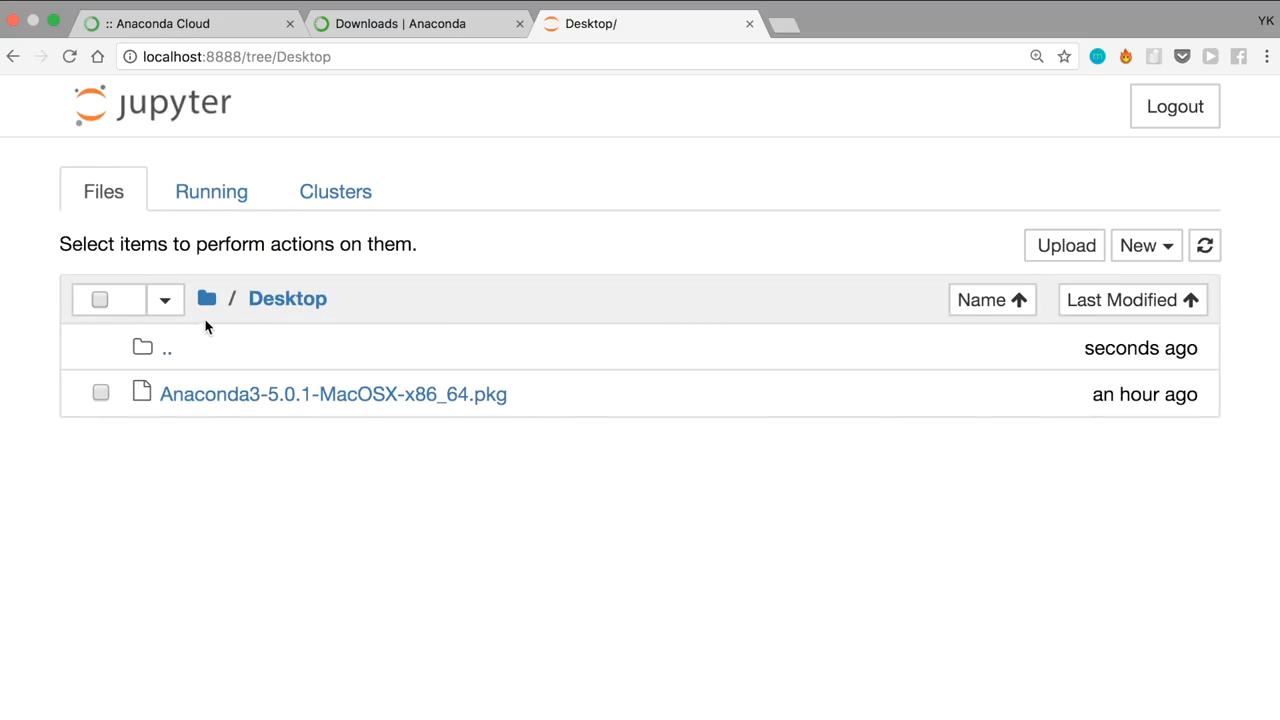 :: Anaconda Cloud
Downloads | Anaconda
Desktop/
YK
localhost:8888/tree/Desktop
jupyter
Logout
Files
Running
Clusters
Select items to perform actions on them.
Upload
New
/ Desktop
Name
Last Modified
..
seconds ago
Anaconda3-5.0.1-MacOSX-x86_64.pkg
an hour ago